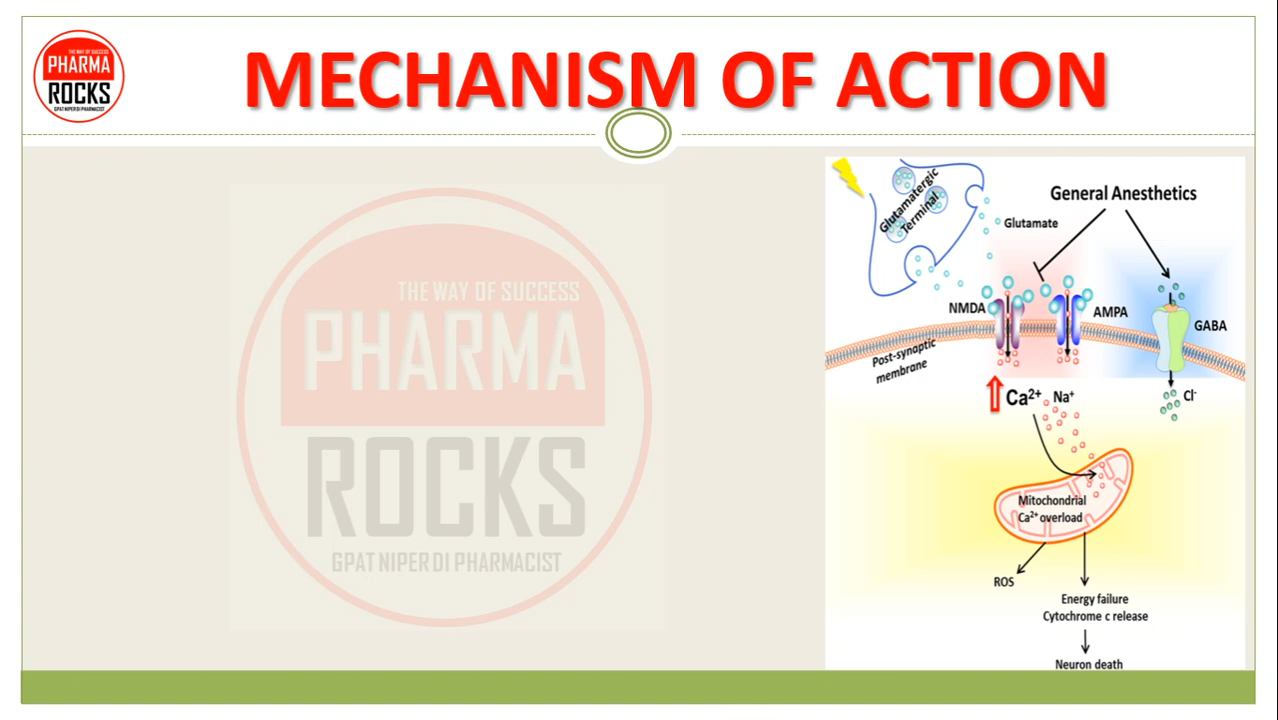 THE WAY OF SUCCESS
PHARMA
ROCKS
GPAT NIPER DI PHARMACIST
MECHANISM OF ACTION
THE WAY OF SUCCESS
PHARMA
ROCKS
GPAT NIPER DI PHARMACIST
Glutamatergic
Terminal
General Anesthetics
Glutamate
NMDA
AMPA
GABA
Post-synoptic
membrane
Ca²⁺ Na⁺
Cl⁻
Mitochondrial
Ca²⁺ overload
ROS
Energy failure
Cytochrome c release
Neuron death